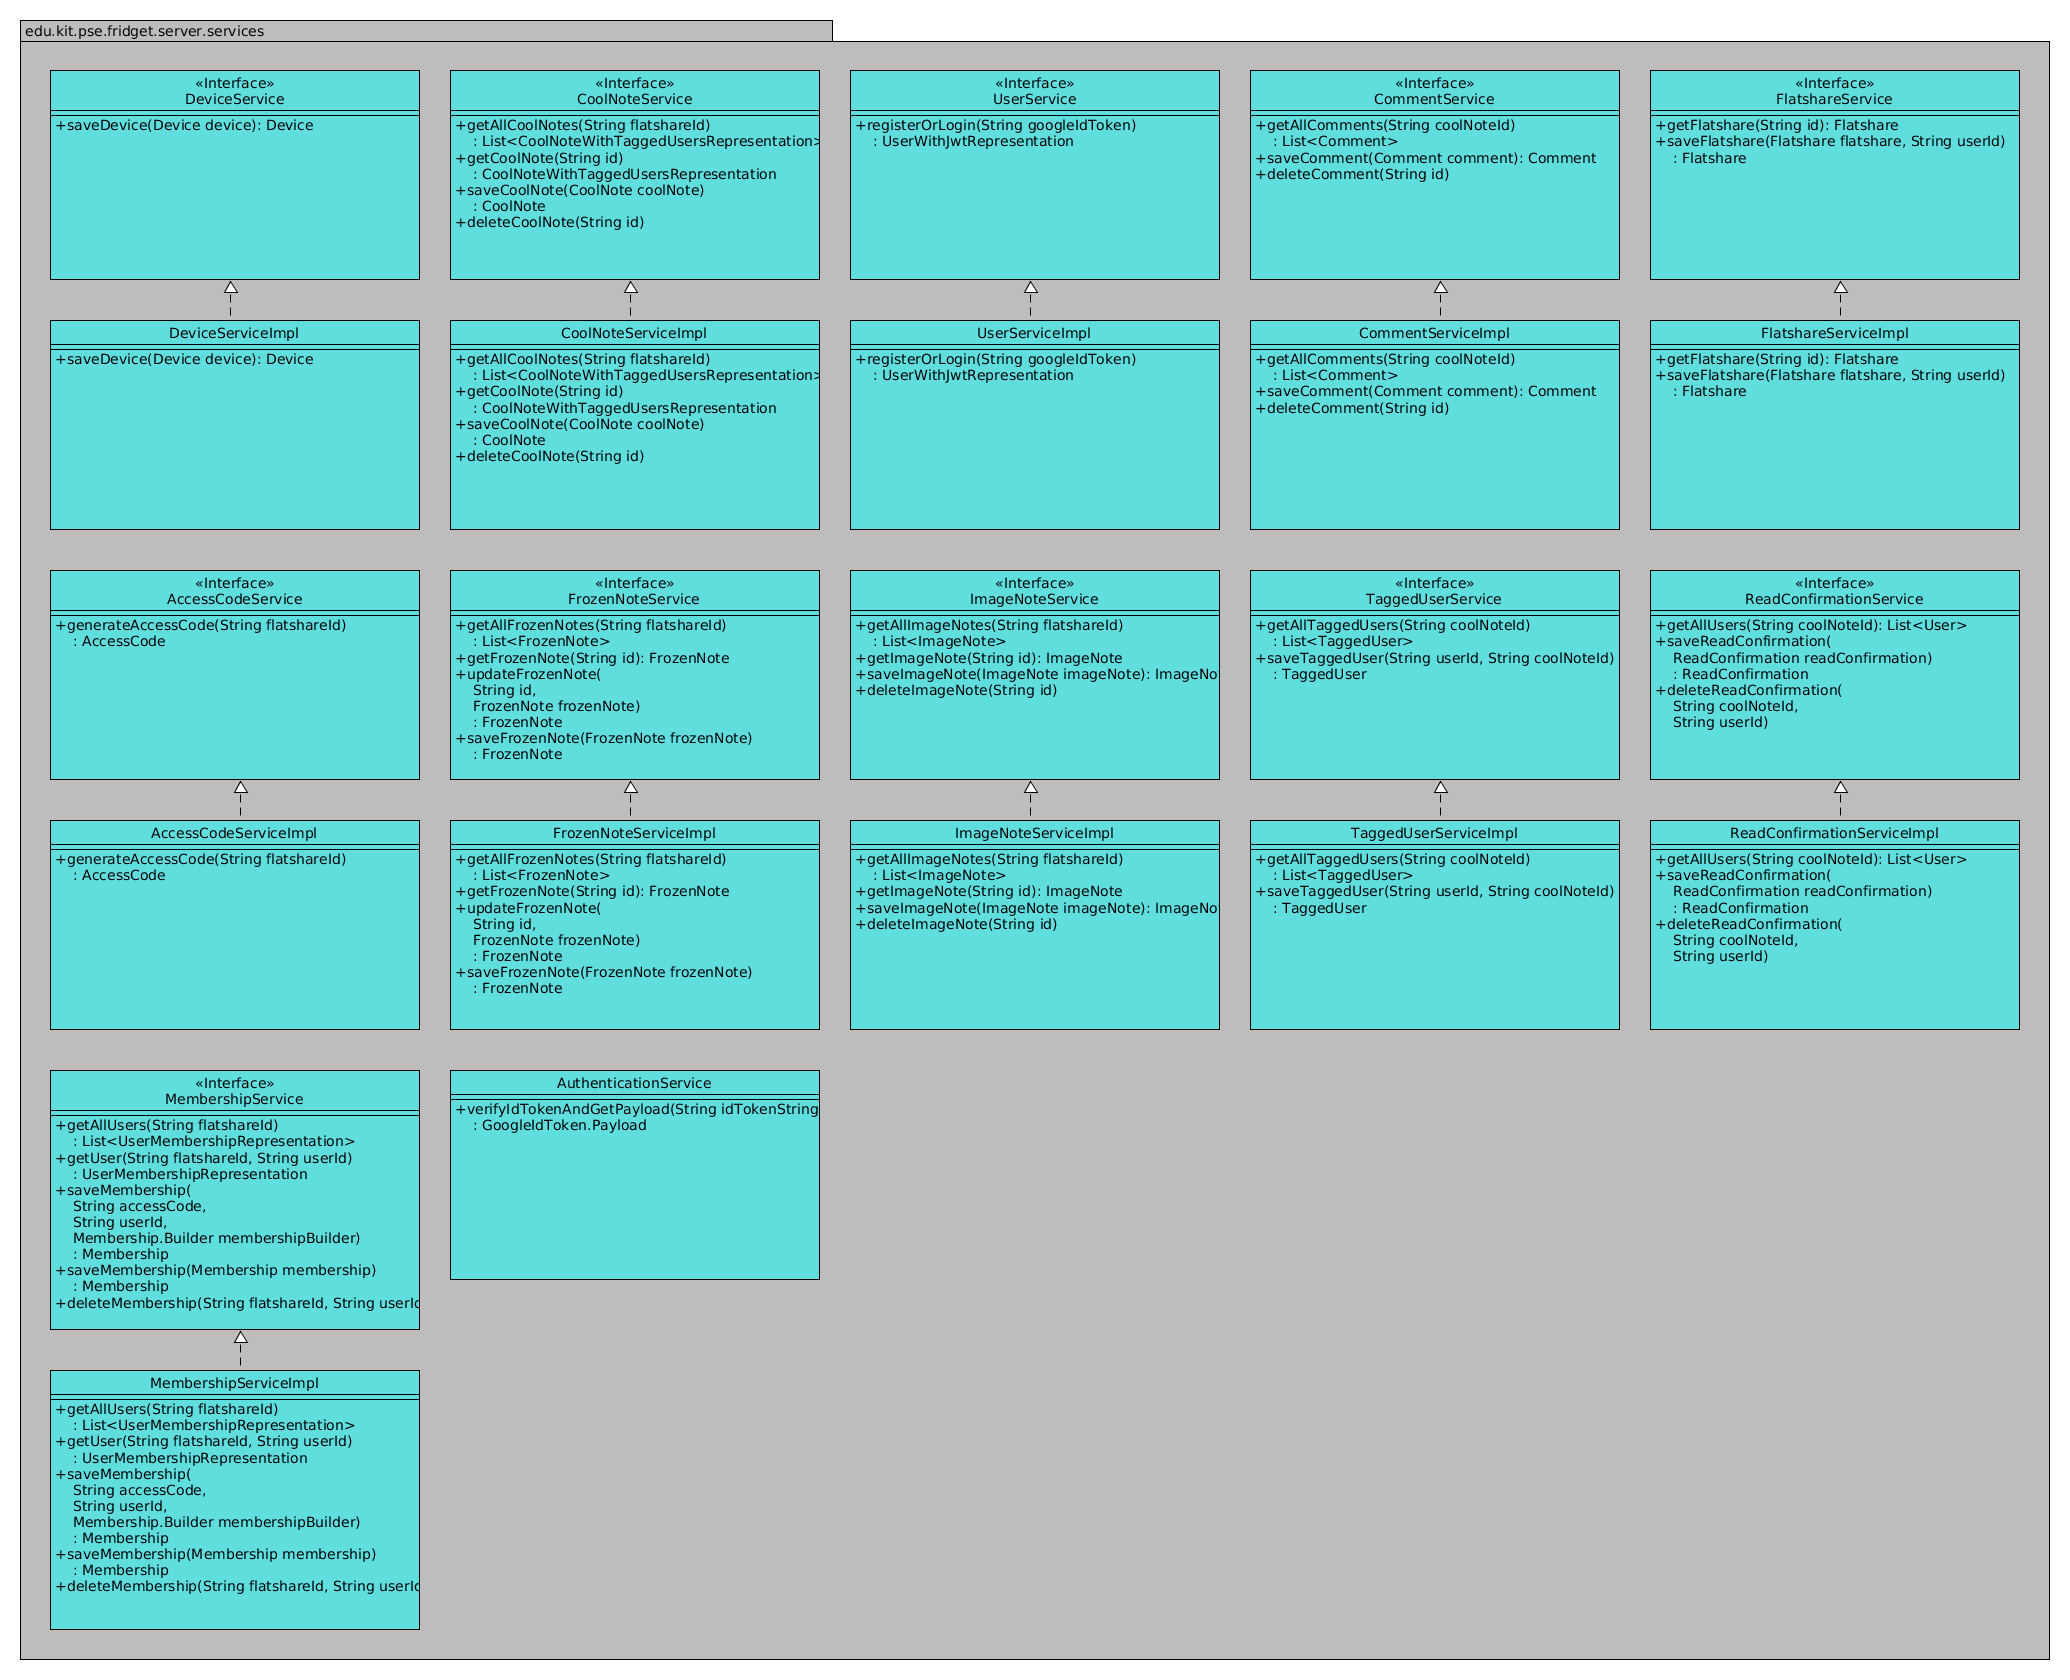 edu.kit.pse.fridget.server.services
«Interface»
DeviceService
+saveDevice(Device device): Device
«Interface»
CoolNoteService
+getAllCoolNotes(String flatshareId)
: List<CoolNoteWithTaggedUsersRepresentation>
+getCoolNote(String id)
: CoolNoteWithTaggedUsersRepresentation
+saveCoolNote(CoolNote coolNote)
: CoolNote
+deleteCoolNote(String id)
«Interface»
UserService
+registerOrLogin(String googleIdToken)
: UserWithJwtRepresentation
«Interface»
CommentService
+getAllComments(String coolNoteId)
: List<Comment>
+saveComment(Comment comment): Comment
+deleteComment(String id)
«Interface»
FlatshareService
+getFlatshare(String id): Flatshare
+saveFlatshare(Flatshare flatshare, String userId)
: Flatshare
DeviceServiceImpl
+saveDevice(Device device): Device
CoolNoteServiceImpl
+getAllCoolNotes(String flatshareId)
: List<CoolNoteWithTaggedUsersRepresentation>
+getCoolNote(String id)
: CoolNoteWithTaggedUsersRepresentation
+saveCoolNote(CoolNote coolNote)
: CoolNote
+deleteCoolNote(String id)
UserServiceImpl
+registerOrLogin(String googleIdToken)
: UserWithJwtRepresentation
CommentServiceImpl
+getAllComments(String coolNoteId)
: List<Comment>
+saveComment(Comment comment): Comment
+deleteComment(String id)
FlatshareServiceImpl
+getFlatshare(String id): Flatshare
+saveFlatshare(Flatshare flatshare, String userId)
: Flatshare
«Interface»
AccessCodeService
+generateAccessCode(String flatshareId)
: AccessCode
«Interface»
FrozenNoteService
+getAllFrozenNotes(String flatshareId)
: List<FrozenNote>
+getFrozenNote(String id): FrozenNote
+updateFrozenNote(
String id,
FrozenNote frozenNote)
: FrozenNote
+saveFrozenNote(FrozenNote frozenNote)
: FrozenNote
«Interface»
ImageNoteService
+getAllImageNotes(String flatshareId)
: List<ImageNote>
+getImageNote(String id): ImageNote
+saveImageNote(ImageNote imageNote): ImageNo
+deleteImageNote(String id)
«Interface»
TaggedUserService
+getAllTaggedUsers(String coolNoteId)
: List<TaggedUser>
+saveTaggedUser(String userId, String coolNoteId)
: TaggedUser
«Interface»
ReadConfirmationService
+getAllUsers(String coolNoteId): List<User>
+saveReadConfirmation(
ReadConfirmation readConfirmation)
: ReadConfirmation
+deleteReadConfirmation(
String coolNoteId,
String userId)
AccessCodeServiceImpl
+generateAccessCode(String flatshareId)
: AccessCode
FrozenNoteServiceImpl
+getAllFrozenNotes(String flatshareId)
: List<FrozenNote>
+getFrozenNote(String id): FrozenNote
+updateFrozenNote(
String id,
FrozenNote frozenNote)
: FrozenNote
+saveFrozenNote(FrozenNote frozenNote)
: FrozenNote
ImageNoteServiceImpl
+getAllImageNotes(String flatshareId)
: List<ImageNote>
+getImageNote(String id): ImageNote
+saveImageNote(ImageNote imageNote): ImageNo
+deleteImageNote(String id)
TaggedUserServiceImpl
+getAllTaggedUsers(String coolNoteId)
: List<TaggedUser>
+saveTaggedUser(String userId, String coolNoteId)
: TaggedUser
ReadConfirmationServiceImpl
+getAllUsers(String coolNoteId): List<User>
+saveReadConfirmation(
ReadConfirmation readConfirmation)
: ReadConfirmation
+deleteReadConfirmation(
String coolNoteId,
String userId)
«Interface»
MembershipService
+getAllUsers(String flatshareId)
: List<UserMembershipRepresentation>
+getUser(String flatshareId, String userId)
: UserMembershipRepresentation
+saveMembership(
String accessCode,
String userId,
Membership.Builder membershipBuilder)
: Membership
+saveMembership(Membership membership)
: Membership
+deleteMembership(String flatshareId, String userId
AuthenticationService
+verifyIdTokenAndGetPayload(String idTokenString
: GoogleIdToken.Payload
MembershipServiceImpl
+getAllUsers(String flatshareId)
: List<UserMembershipRepresentation>
+getUser(String flatshareId, String userId)
: UserMembershipRepresentation
+saveMembership(
String accessCode,
String userId,
Membership.Builder membershipBuilder)
: Membership
+saveMembership(Membership membership)
: Membership
+deleteMembership(String flatshareId, String userId